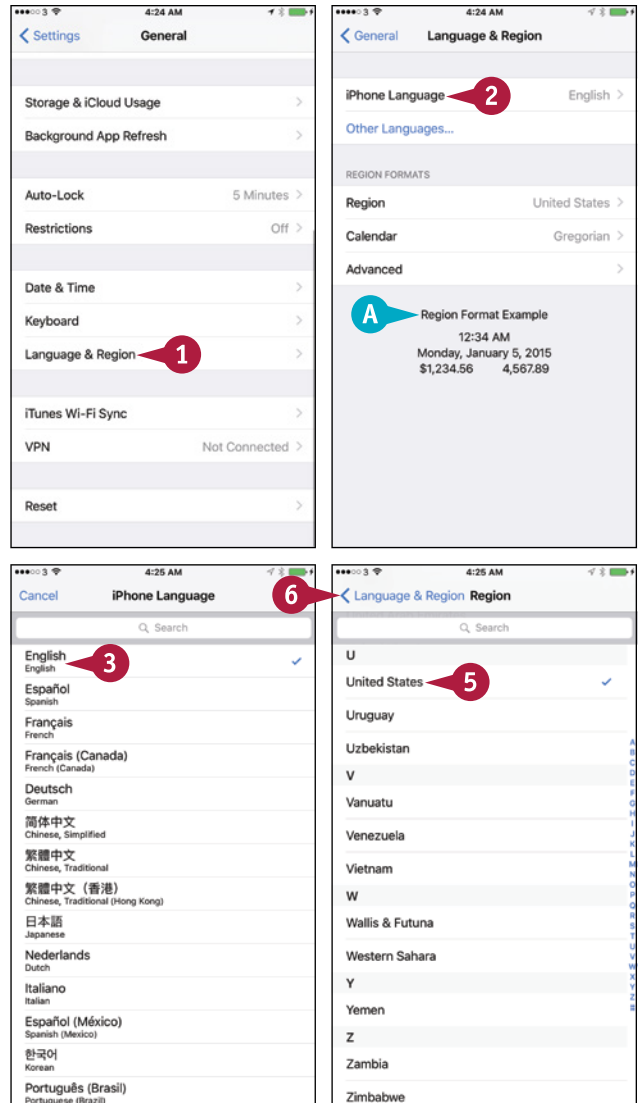 3 4:24 AM
Settings General
Storage & iCloud Usage
Background App Refresh
Auto-Lock 5 Minutes
Restrictions Off
Date & Time
Keyboard
Language & Region 1
iTunes Wi-Fi Sync
VPN Not Connected
Reset
3 4:24 AM
General Language & Region
iPhone Language 2 English
Other Languages...
REGION FORMATS
Region United States
Calendar Gregorian
Advanced
A Region Format Example
12:34 AM
Monday, January 5, 2015
$1,234.56 4,567.89
3 4:25 AM
Cancel iPhone Language
Search
English 3
English
Español
Spanish
Français
French
Français (Canada)
French (Canada)
Deutsch
German
简体中文
Chinese, Simplified
繁體中文
Chinese, Traditional
繁體中文（香港）
Chinese, Traditional (Hong Kong)
日本語
Japanese
Nederlands
Dutch
Italiano
Italian
Español (México)
Spanish (Mexico)
한국어
Korean
Português (Brasil)
Portuguese (Brazil)
3 4:25 AM
6 Language & Region Region
Search
U
United States 5
Uruguay
Uzbekistan
V
Vanuatu
Venezuela
Vietnam
W
Wallis & Futuna
Western Sahara
Y
Yemen
Z
Zambia
Zimbabwe
A
B
C
D
E
F
G
H
I
J
K
L
M
N
O
P
Q
R
S
T
U
V
W
X
Y
Z
#